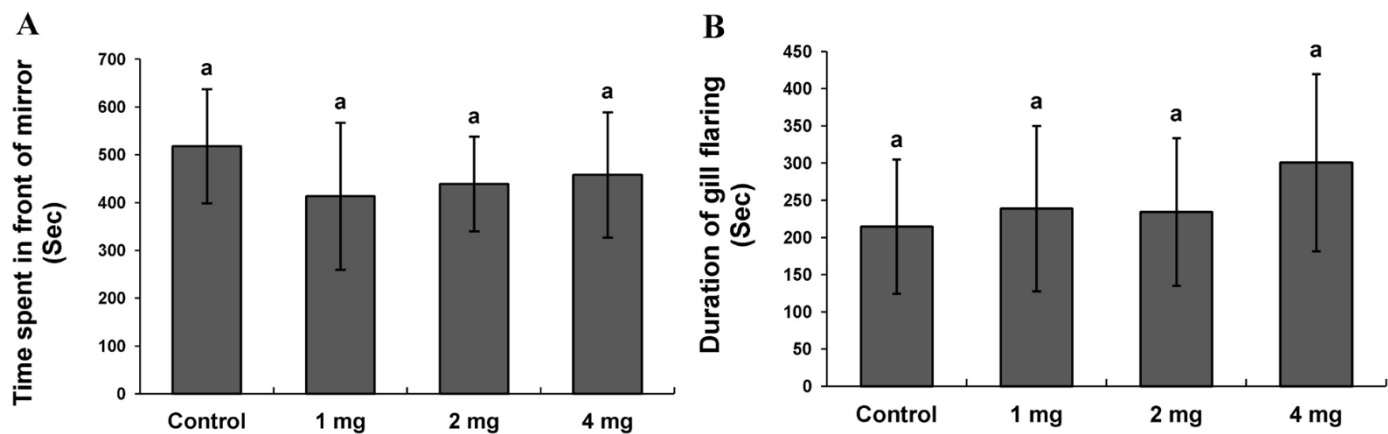 A
Time spent in front of mirror
(Sec)
700
600
500
400
300
200
100
0
a
a
a
a
Control
1 mg
2 mg
4 mg
B
Duration of gill flaring
(Sec)
450
400
350
300
250
200
150
100
50
0
a
a
a
a
Control
1 mg
2 mg
4 mg